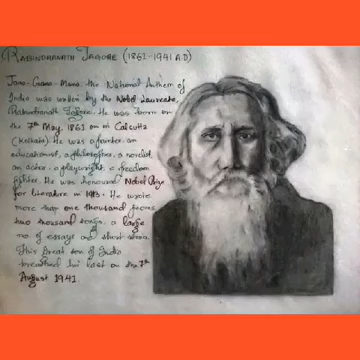 RABINDRANATH TAGORE (1861-1941 A.D)
Jana-Gana-Mana, the National Anthem of
India was written by the Nobel Laureate,
Rabindranath Tagore. He was born on
the 7th May, 1861 in Calcutta
(Kolkata). He was a painter, an
educationist, a philosopher, a novelist,
an actor, a playwright, a freedom
fighter. He was honoured Nobel Prize
for Literature in 1913. He wrote
more than one thousand poems,
two thousand songs, a large
no of essays and short stories.
This great son of India
breathed his last on the 7th
August 1941.